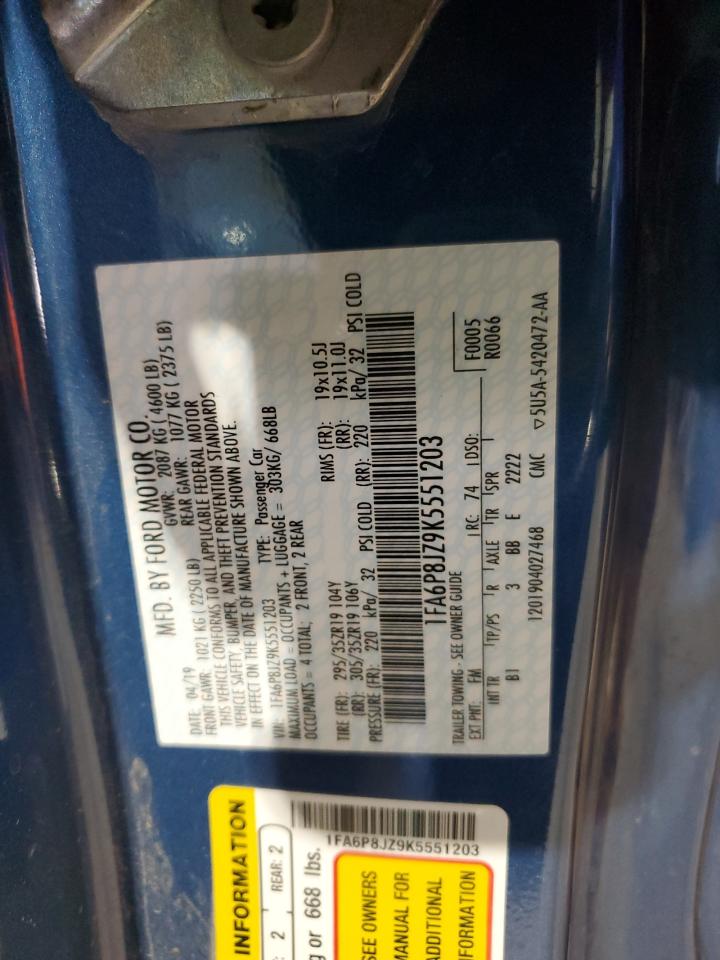 MFD. BY FORD MOTOR CO.
DATE: 04/19 GVWR: 2087 KG ( 4600 LB)
FRONT GAWR: 1021 KG ( 2250 LB) REAR GAWR: 1077 KG ( 2375 LB)
THIS VEHICLE CONFORMS TO ALL APPLICABLE FEDERAL MOTOR
VEHICLE SAFETY, BUMPER, AND THEFT PREVENTION STANDARDS
IN EFFECT ON THE DATE OF MANUFACTURE SHOWN ABOVE.
VIN: 1FA6P8JZ9K5551203 TYPE: Passenger Car
MAXIMUM LOAD = OCCUPANTS + LUGGAGE = 303KG/ 668LB
OCCUPANTS = 4 TOTAL; 2 FRONT, 2 REAR
TIRE (FR): 295/35ZR19 104Y RIMS (FR): 19x10.5J
(RR): 305/35ZR19 106Y (RR): 19x11.0J
PRESSURE (FR): 220 kPa/ 32 PSI COLD (RR): 220 kPa/ 32 PSI COLD
1FA6P8JZ9K5551203
TRAILER TOWING - SEE OWNER GUIDE F0005
EXT PNT: FM RC: 74 DSO: R0066
INT TR TP/PS R AXLE TR SPR
BI 3 BB E 2222
1201904027468 CMC ▽5U5A-5420472-AA
INFORMATION
2 REAR: 2
g or 668 lbs.
1FA6P8JZ9K5551203
SEE OWNERS
MANUAL FOR
ADDITIONAL
INFORMATION